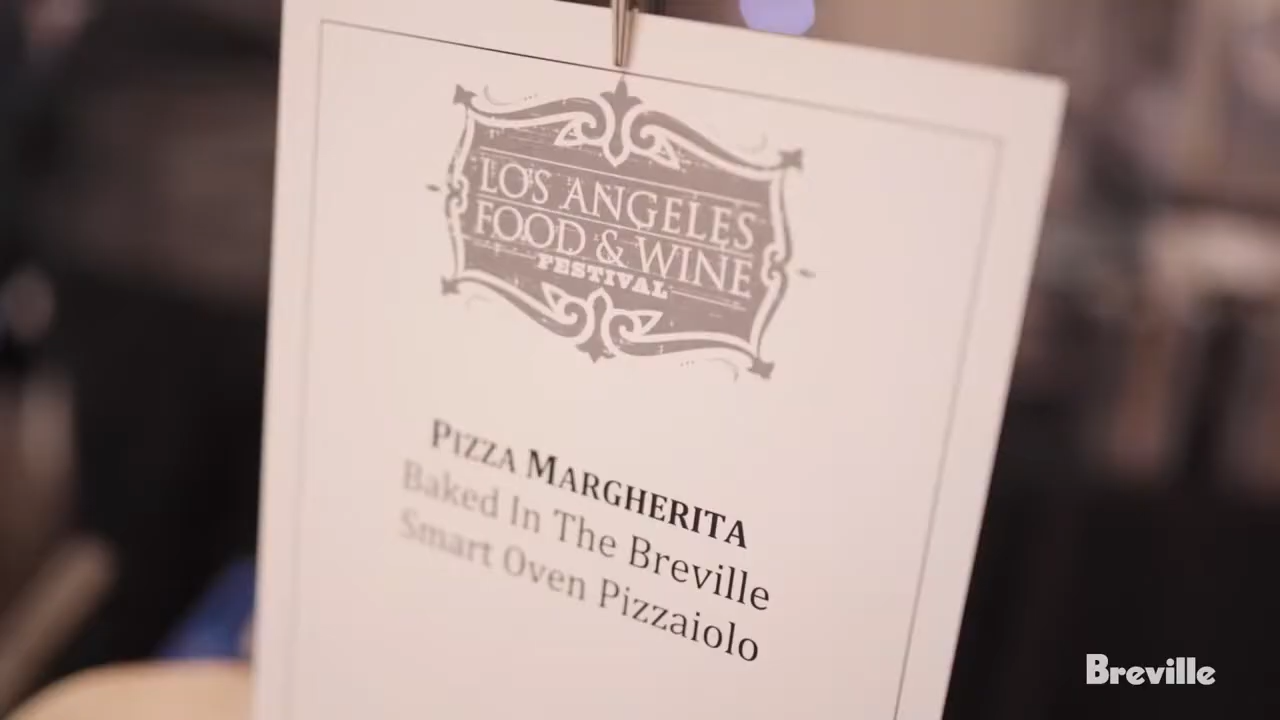 LOS ANGELES
FOOD & WINE
FESTIVAL
PIZZA MARGHERITA
Baked In The Breville
Smart Oven Pizzaiolo
Breville